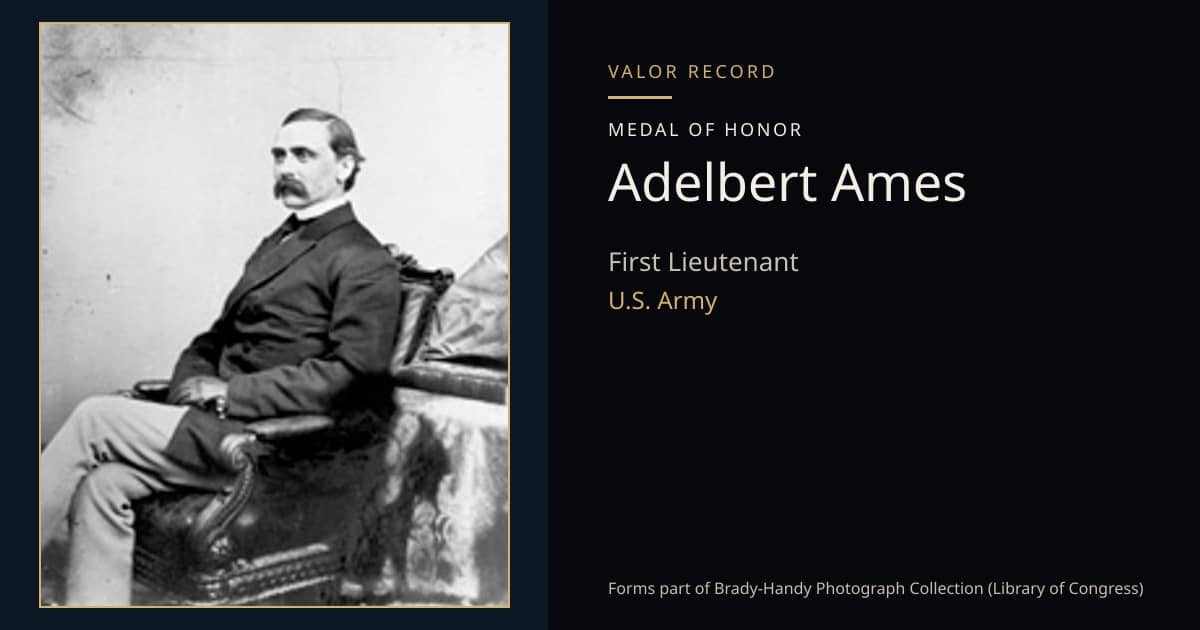 VALOR RECORD
MEDAL OF HONOR
Adelbert Ames
First Lieutenant
U.S. Army
Forms part of Brady-Handy Photograph Collection (Library of Congress)